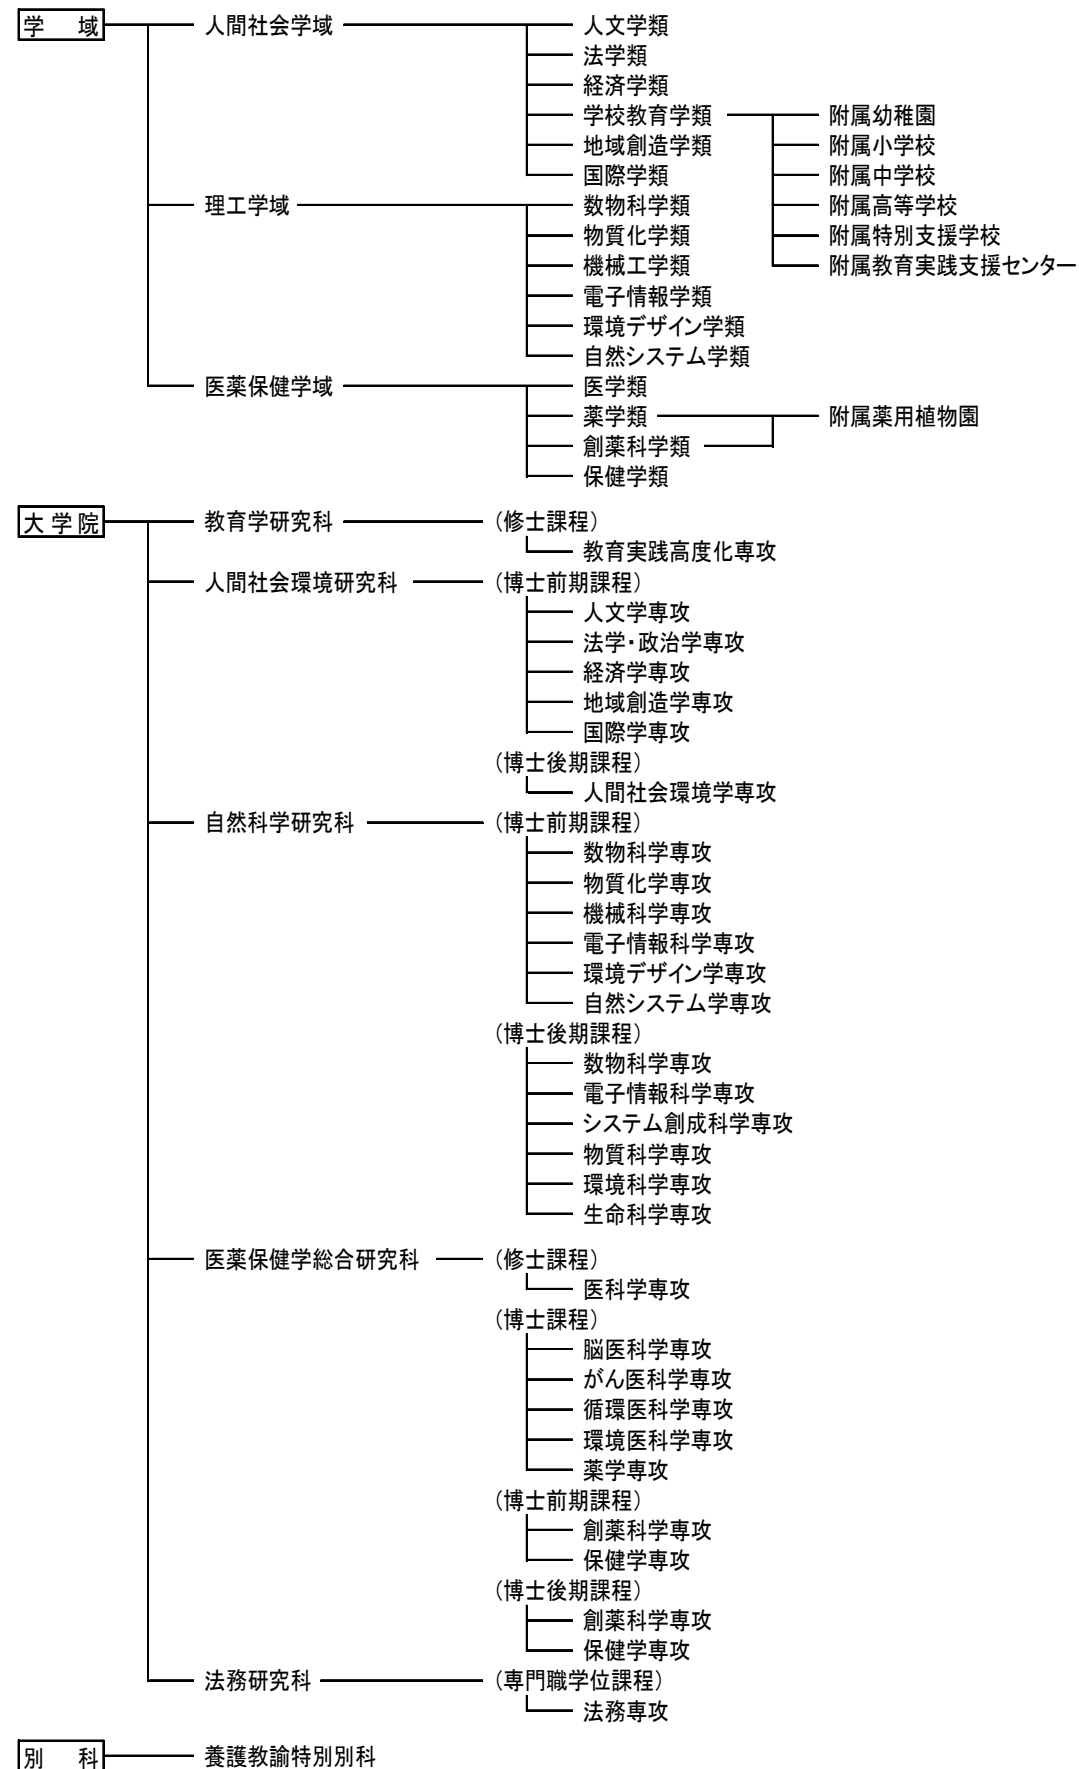 学　域　人間社会学域　人文学類
法学類
経済学類
学校教育学類　附属幼稚園
地域創造学類　附属小学校
国際学類　附属中学校
理工学域　数物科学類　附属高等学校
物質化学類　附属特別支援学校
機械工学類　附属教育実践支援センター
電子情報学類
環境デザイン学類
自然システム学類
医薬保健学域　医学類
薬学類　附属薬用植物園
創薬科学類
保健学類
大学院　教育学研究科　（修士課程）
教育実践高度化専攻
人間社会環境研究科　（博士前期課程）
人文学専攻
法学・政治学専攻
経済学専攻
地域創造学専攻
国際学専攻
（博士後期課程）
人間社会環境学専攻
自然科学研究科　（博士前期課程）
数物科学専攻
物質化学専攻
機械科学専攻
電子情報科学専攻
環境デザイン学専攻
自然システム学専攻
（博士後期課程）
数物科学専攻
電子情報科学専攻
システム創成科学専攻
物質科学専攻
環境科学専攻
生命科学専攻
医薬保健学総合研究科　（修士課程）
医科学専攻
（博士課程）
脳医科学専攻
がん医科学専攻
循環医科学専攻
環境医科学専攻
薬学専攻
（博士前期課程）
創薬科学専攻
保健学専攻
（博士後期課程）
創薬科学専攻
保健学専攻
法務研究科　（専門職学位課程）
法務専攻
別　科　養護教諭特別別科